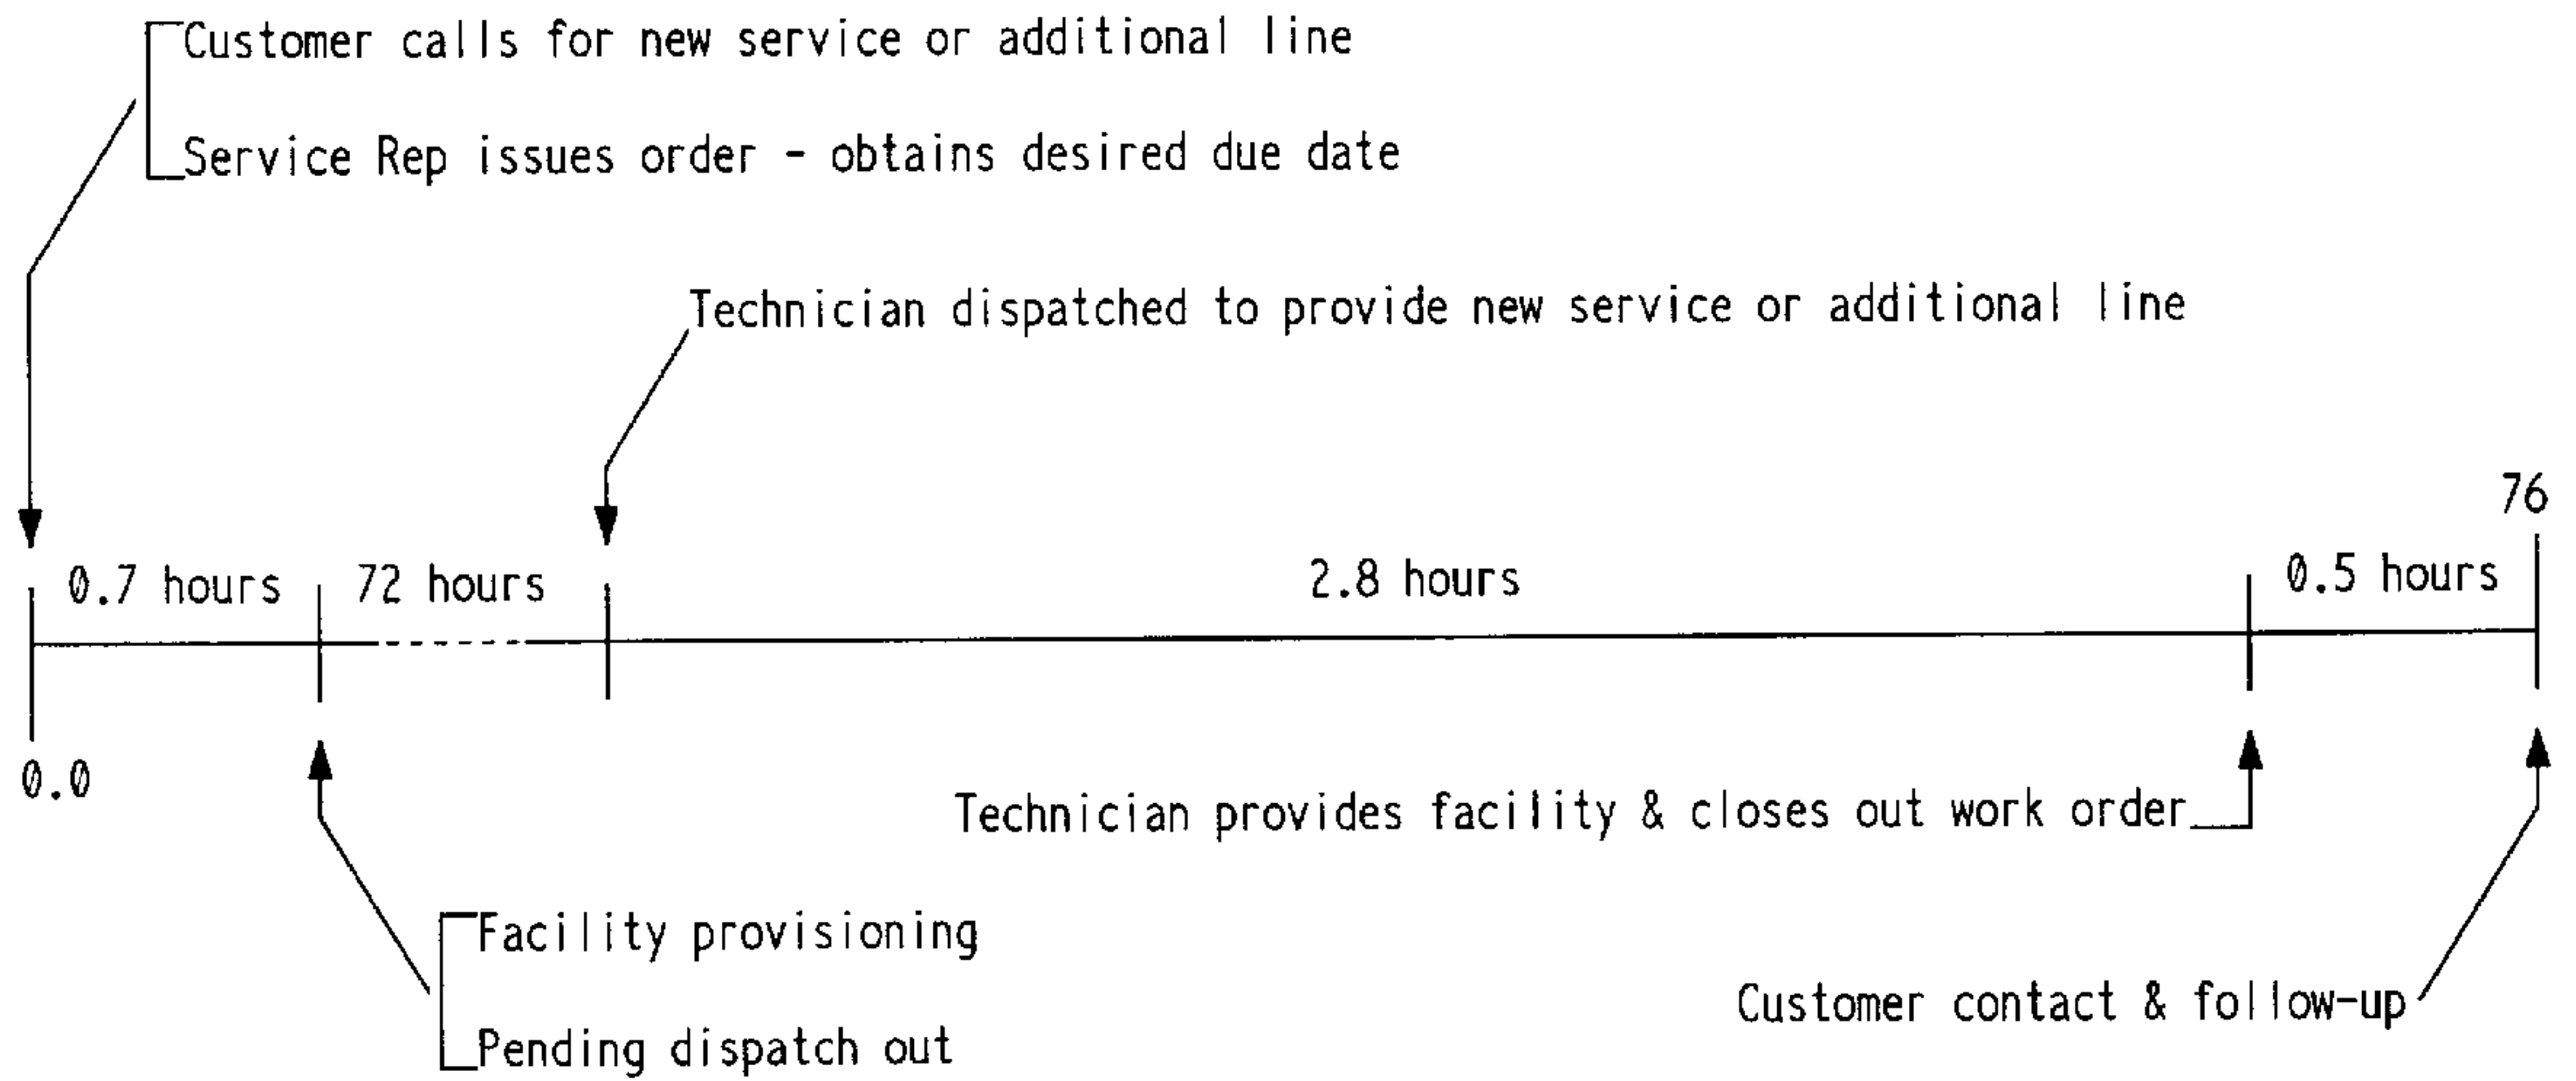 Customer calls for new service or additional line
Service Rep issues order - obtains desired due date
Technician dispatched to provide new service or additional line
76
0.7 hours
72 hours
2.8 hours
0.5 hours
0.0
Technician provides facility & closes out work order
Facility provisioning
Pending dispatch out
Customer contact & follow-up